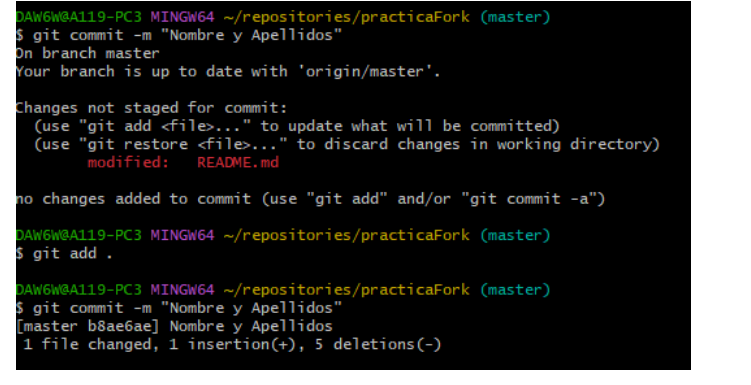 DAW6W@A119-PC3 MINGW64 ~/repositories/practicaFork (master)
$ git commit -m "Nombre y Apellidos"
On branch master
Your branch is up to date with 'origin/master'.
Changes not staged for commit:
(use "git add <file>..." to update what will be committed)
(use "git restore <file>..." to discard changes in working directory)
modified: README.md
no changes added to commit (use "git add" and/or "git commit -a")
DAW6W@A119-PC3 MINGW64 ~/repositories/practicaFork (master)
$ git add .
DAW6W@A119-PC3 MINGW64 ~/repositories/practicaFork (master)
$ git commit -m "Nombre y Apellidos"
[master b8ae6ae] Nombre y Apellidos
1 file changed, 1 insertion(+), 5 deletions(-)